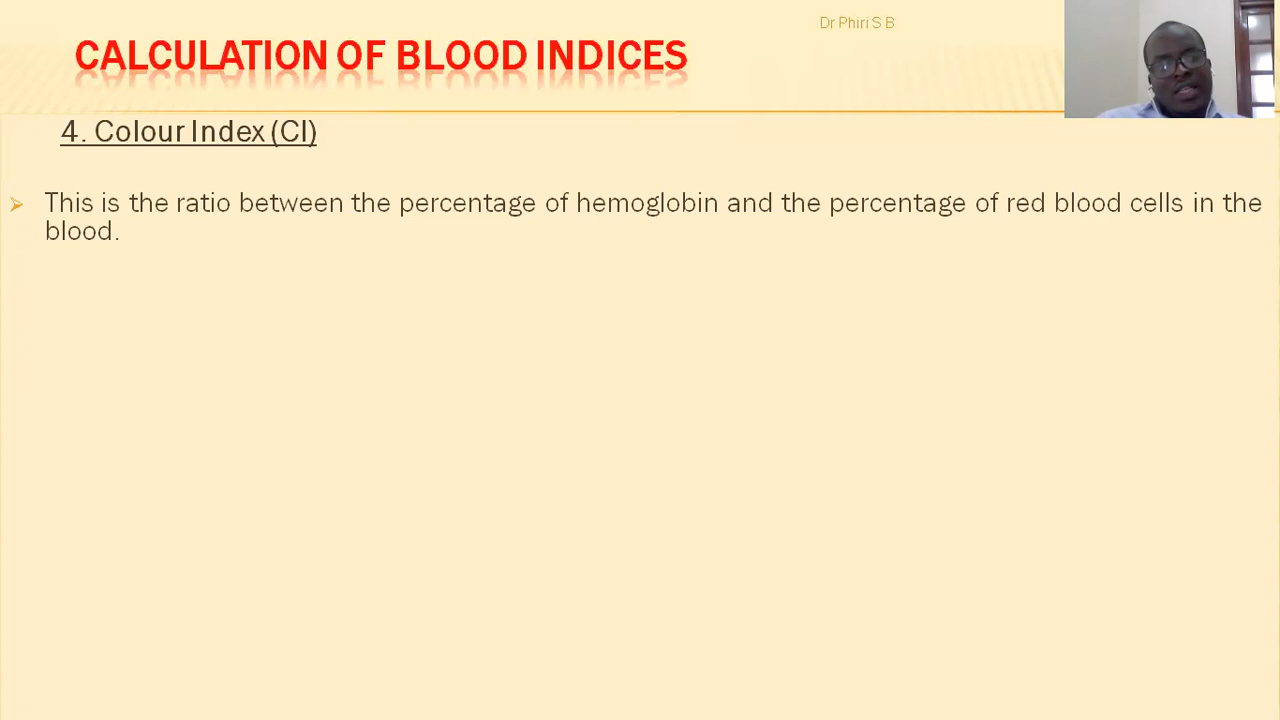 Dr Phiri S B
CALCULATION OF BLOOD INDICES
4. Colour Index (CI)
This is the ratio between the percentage of hemoglobin and the percentage of red blood cells in the
blood.